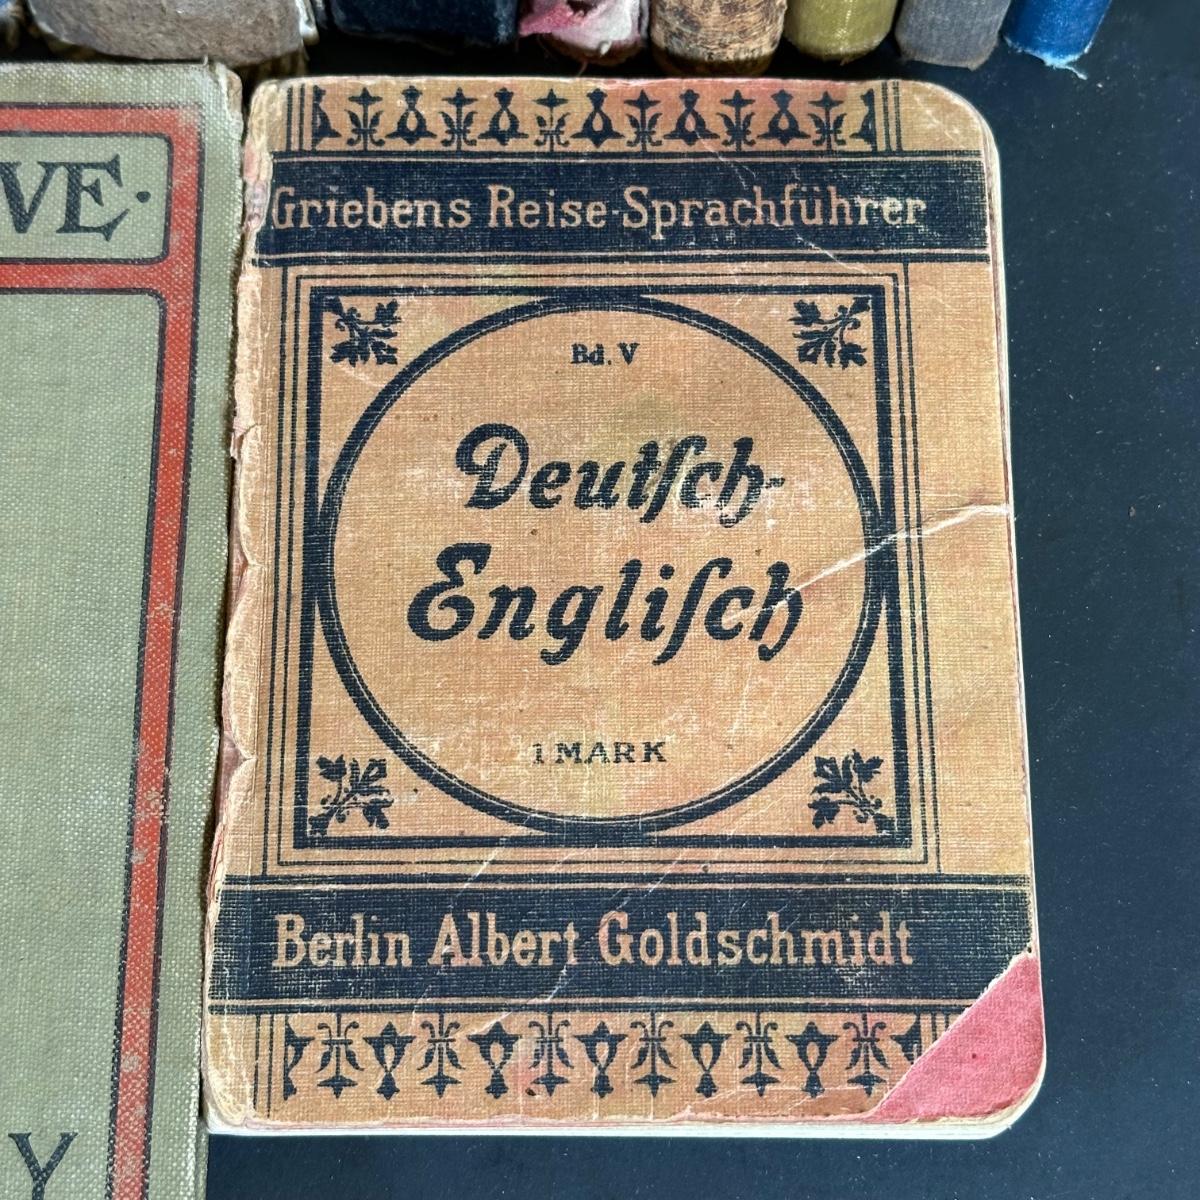 VE·
Y
Griebens Reise-Sprachführer
Bd. V
Deutſch-
Engliſch
1 MARK
Berlin Albert Goldschmidt